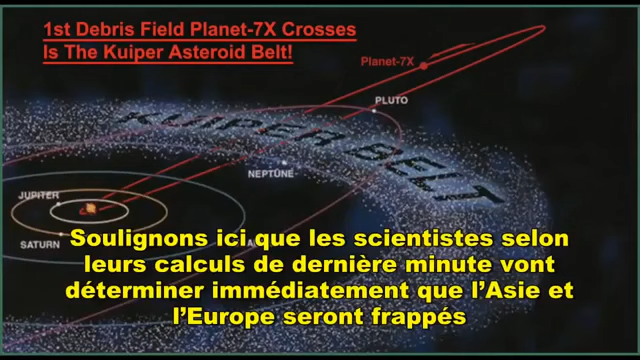 1st Debris Field Planet-7X Crosses
Is The Kuiper Asteroid Belt!
Planet-7X
PLUTO
KUIPER BELT
NEPTUNE
JUPITER
SATURN
Soulignons ici que les scientistes selon
leurs calculs de dernière minute vont
déterminer immédiatement que l'Asie et
l'Europe seront frappés